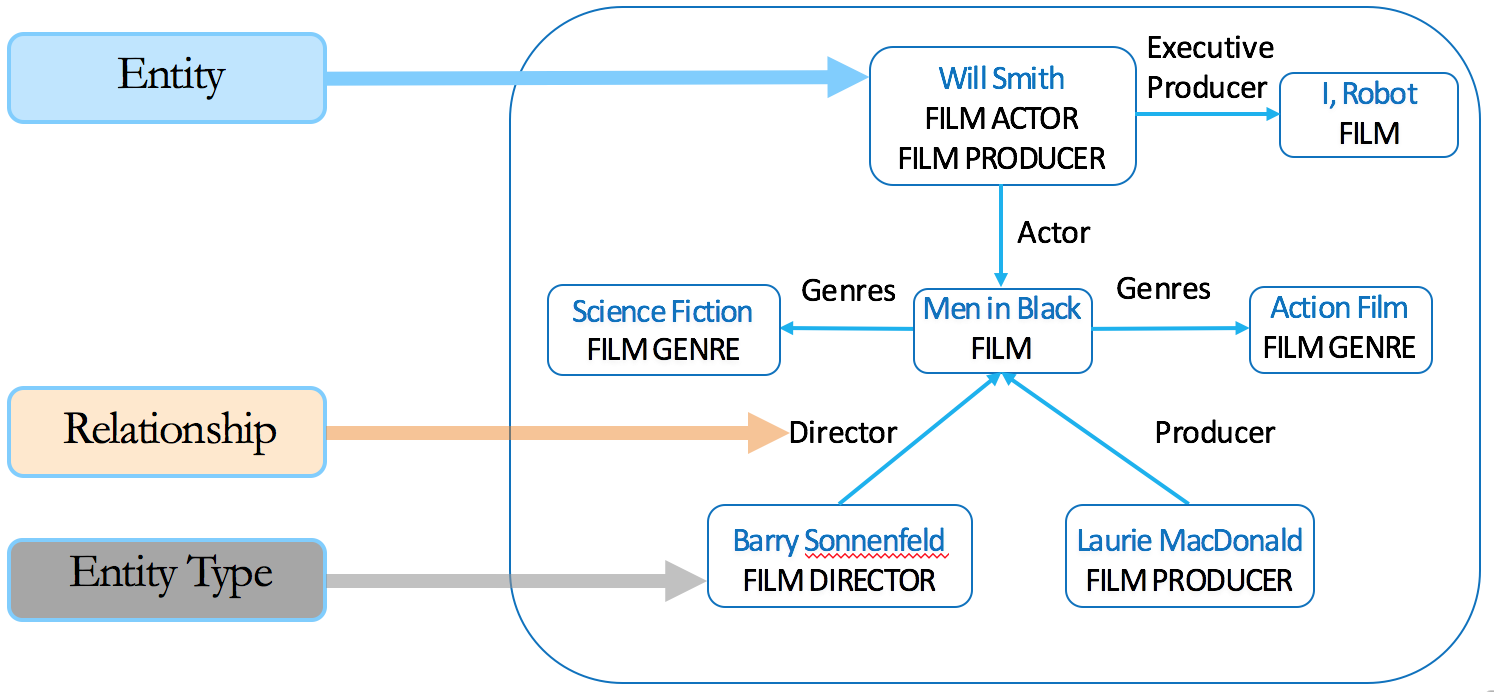 Entity
Will Smith
FILM ACTOR
FILM PRODUCER
Executive
Producer
I, Robot
FILM
Actor
Science Fiction
FILM GENRE
Genres
Men in Black
FILM
Genres
Action Film
FILM GENRE
Relationship
Director
Producer
Entity Type
Barry Sonnenfeld
FILM DIRECTOR
Laurie MacDonald
FILM PRODUCER